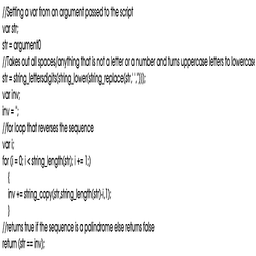 //Setting a var from an argument passed to the script
var str;
str = argument0
//Takes out all spaces/anything that is not a letter or a number and turns uppercase letters to lowercase
str = string_lettersdigits(string_lower(string_replace(str,' ','')));
var inv;
inv = '';
//for loop that reverses the sequence
var i;
for (i = 0; i < string_length(str); i += 1;)
{
inv += string_copy(str,string_length(str)-i,1);
}
//returns true if the sequence is a palindrome else returns false
return (str == inv);